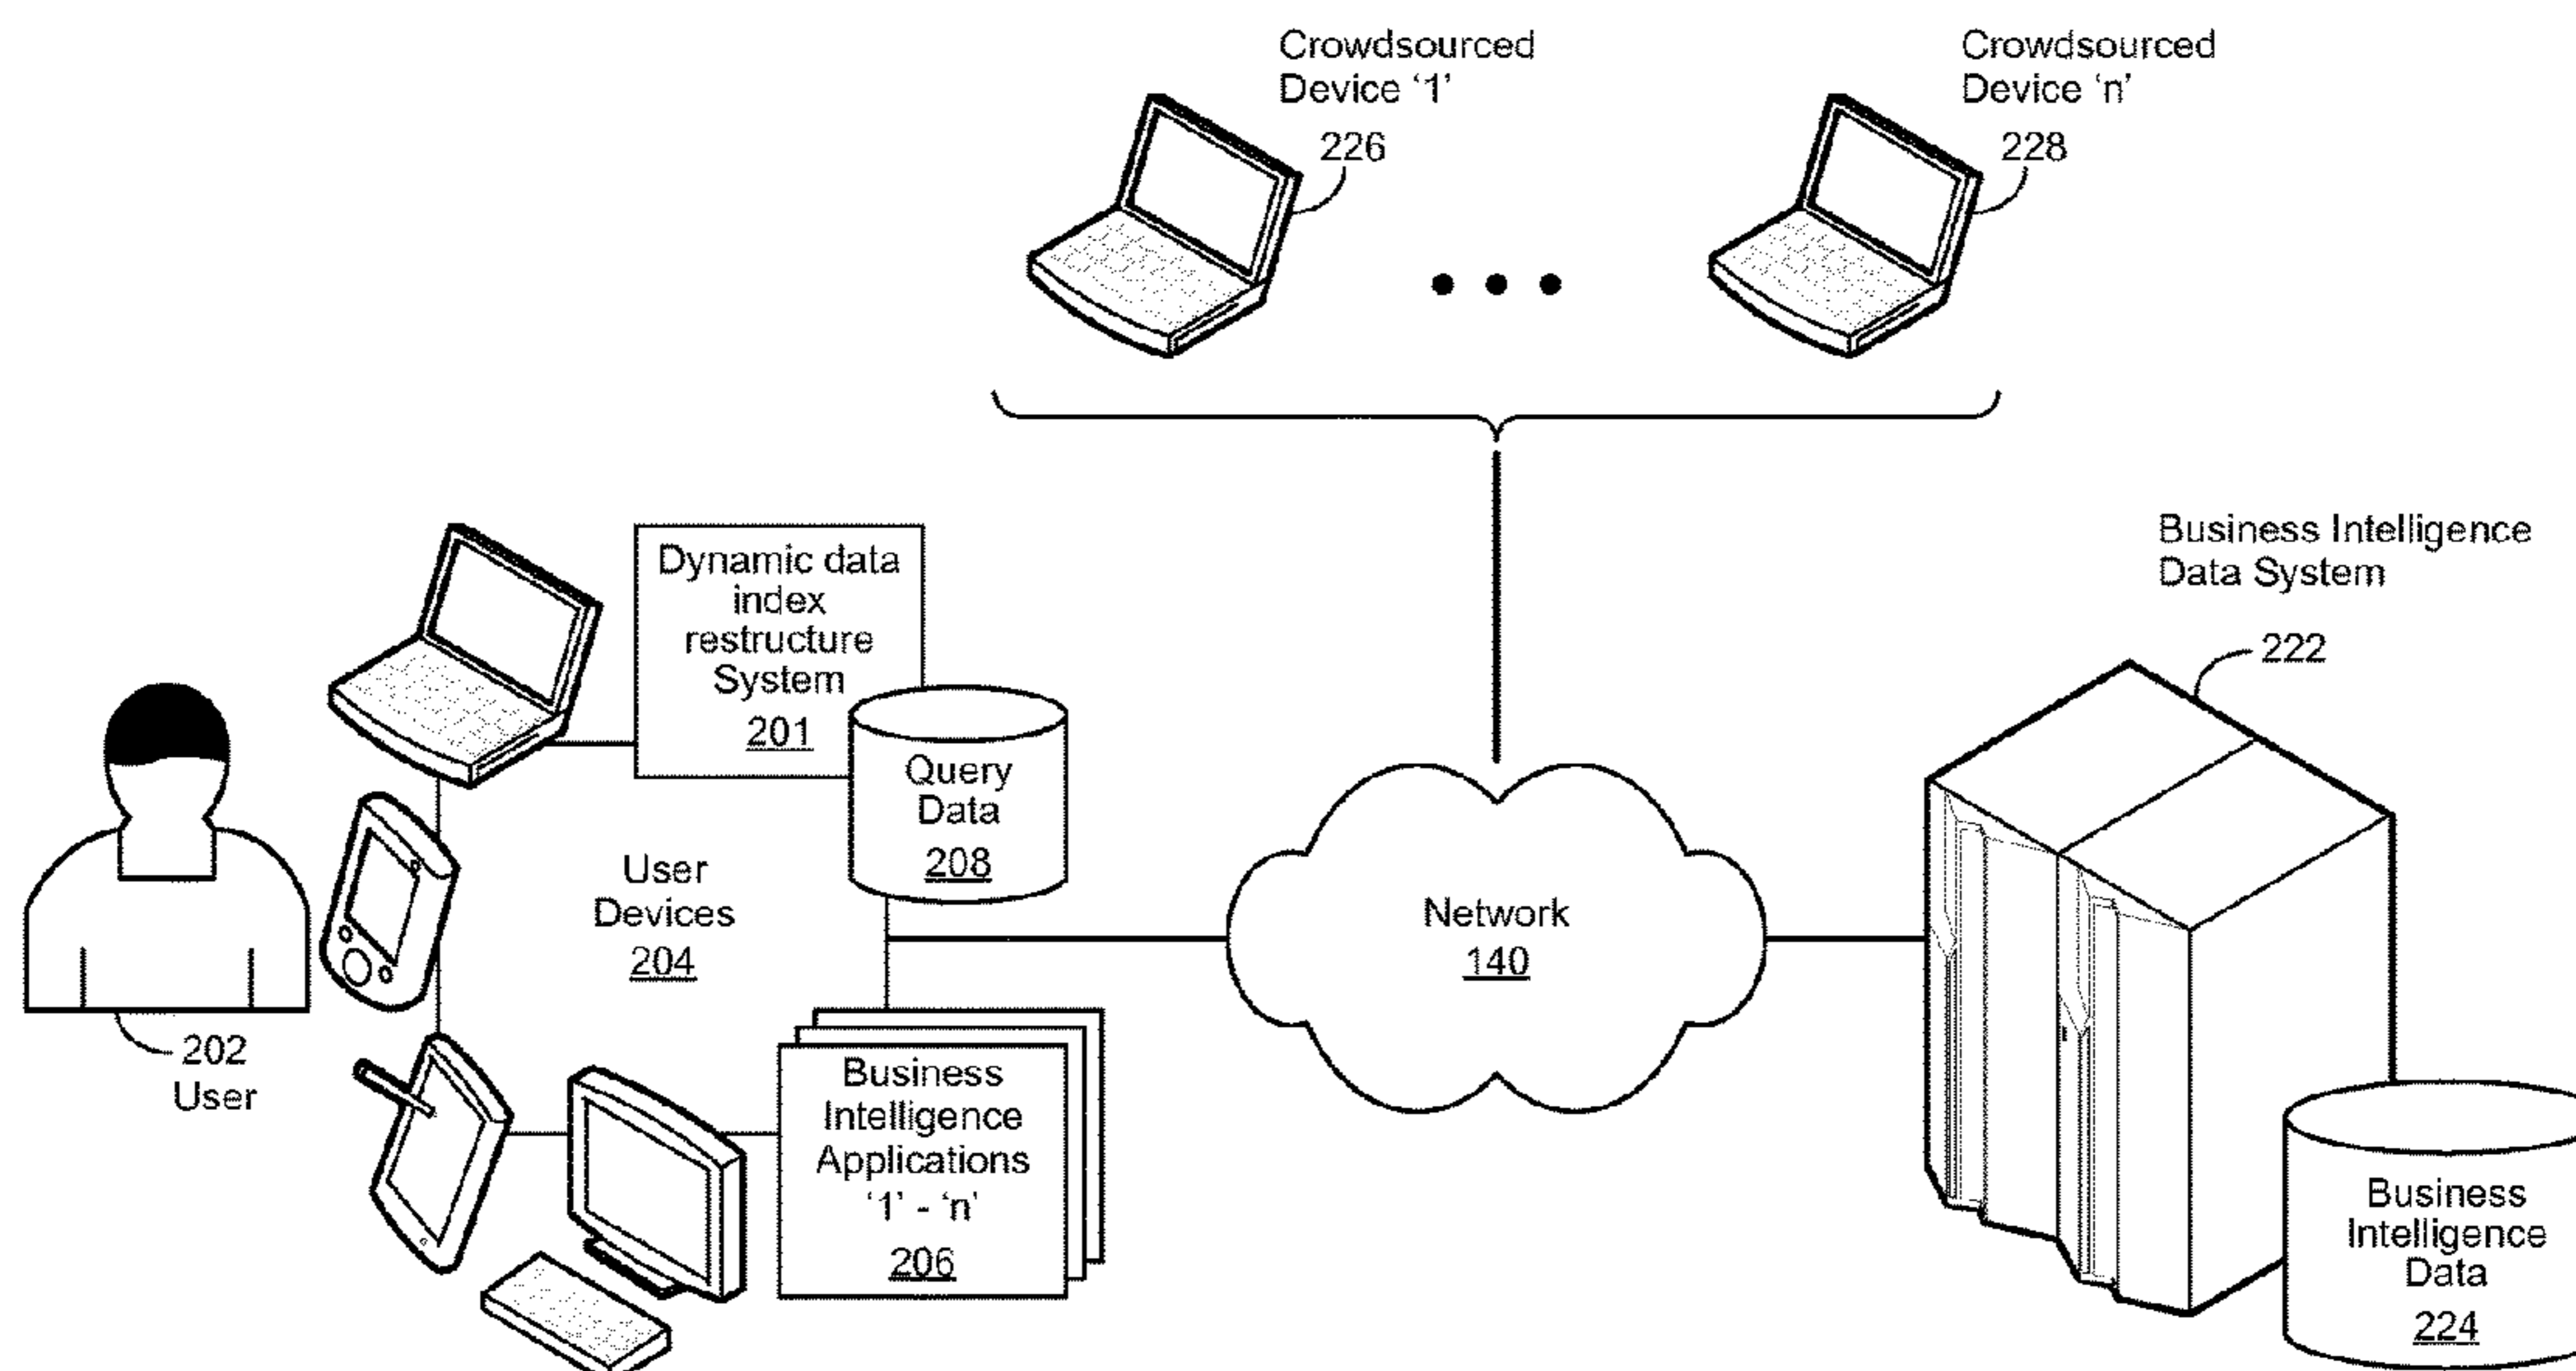 Crowdsourced
Device '1'
226
Crowdsourced
Device 'n'
228
Business Intelligence
Data System
222
Dynamic data
index
restructure
System
201
Query
Data
208
User
Devices
204
Network
140
202
User
Business
Intelligence
Applications
'1' - 'n'
206
Business
Intelligence
Data
224